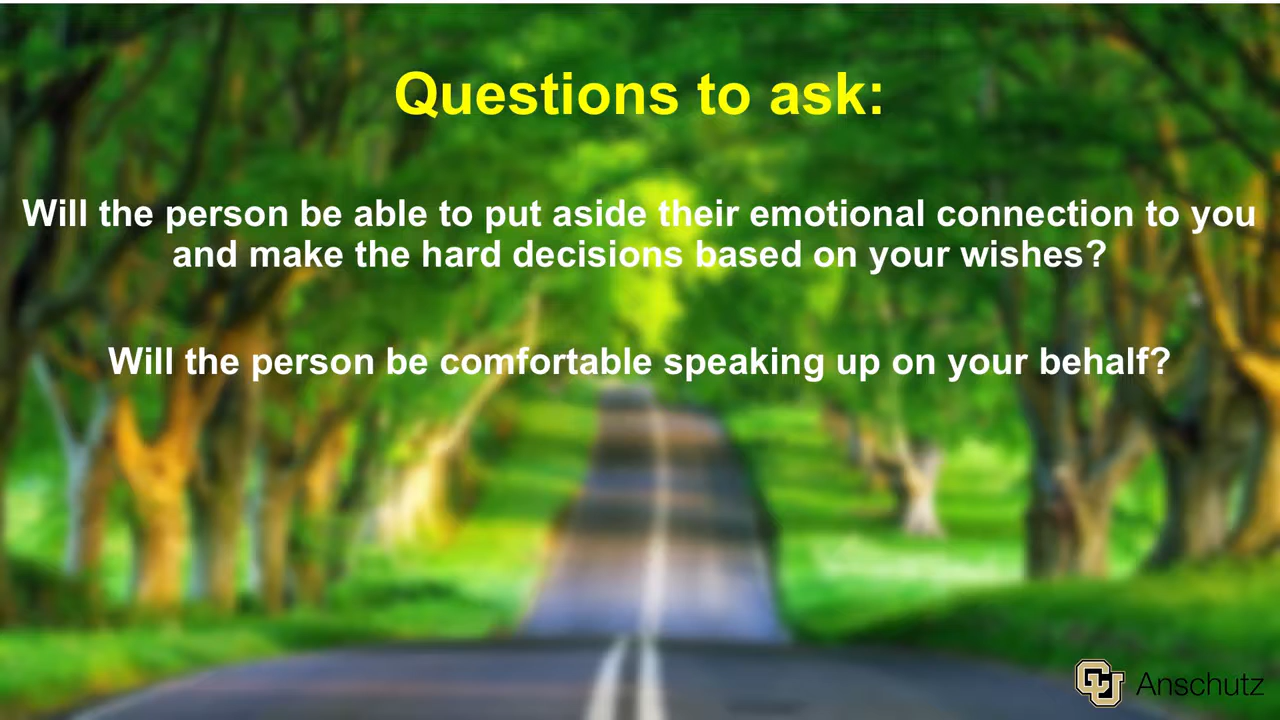 Questions to ask:
Will the person be able to put aside their emotional connection to you
and make the hard decisions based on your wishes?
Will the person be comfortable speaking up on your behalf?
CU Anschutz